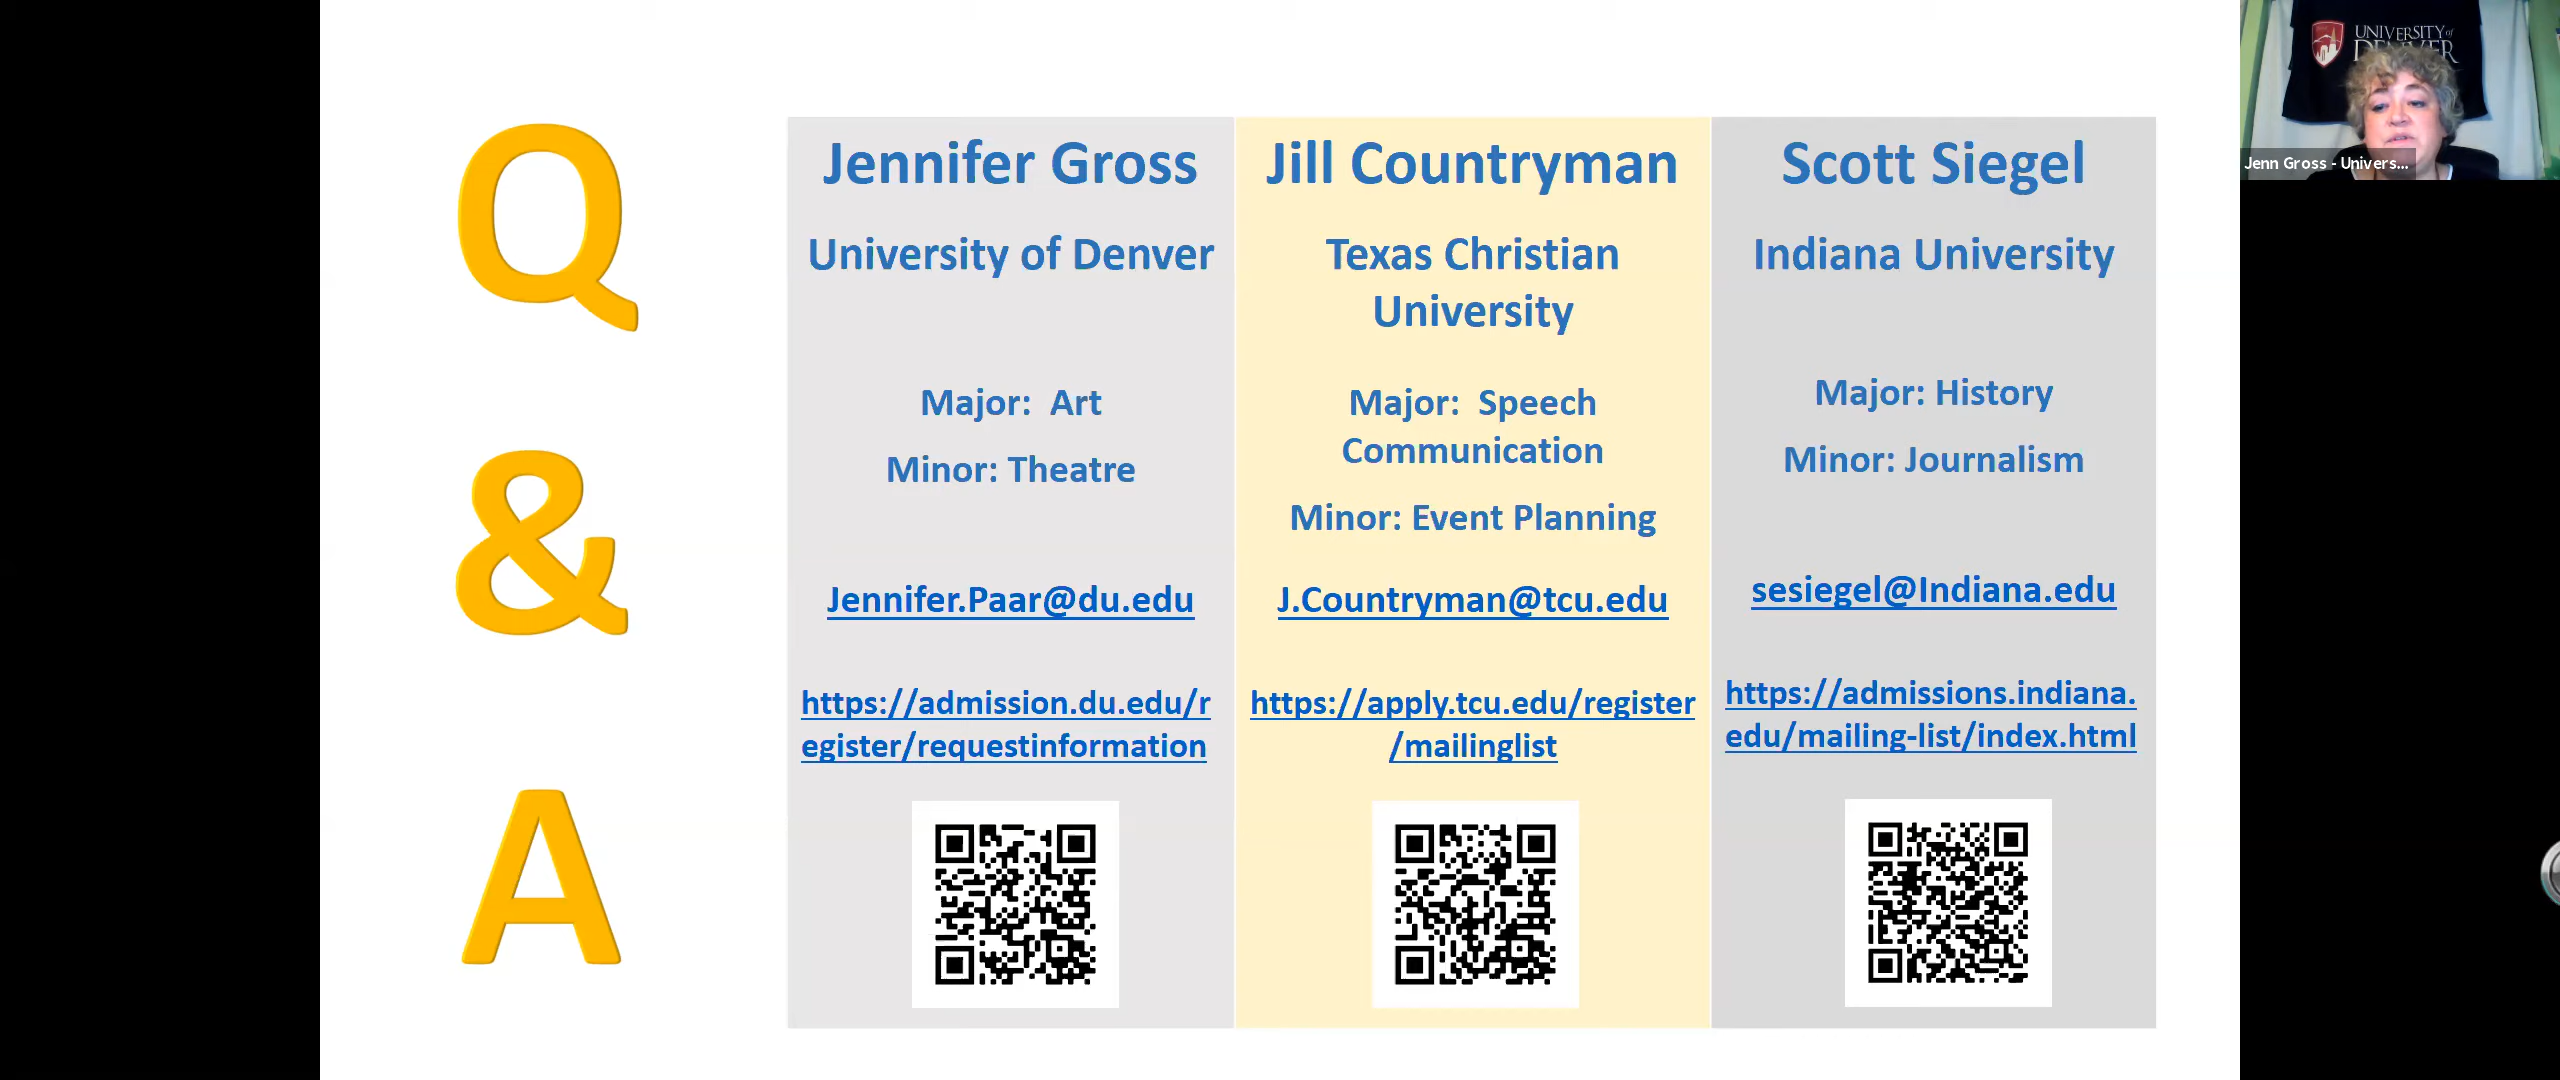 Q
&
A
Jennifer Gross
University of Denver
Major: Art
Minor: Theatre
Jennifer.Paar@du.edu
https://admission.du.edu/r
egister/requestinformation
Jill Countryman
Texas Christian
University
Major: Speech
Communication
Minor: Event Planning
J.Countryman@tcu.edu
https://apply.tcu.edu/register
/mailinglist
Scott Siegel
Indiana University
Major: History
Minor: Journalism
sesiegel@Indiana.edu
https://admissions.indiana.
edu/mailing-list/index.html
UNIVERSITY of
DENVER
Jenn Gross - Univers...